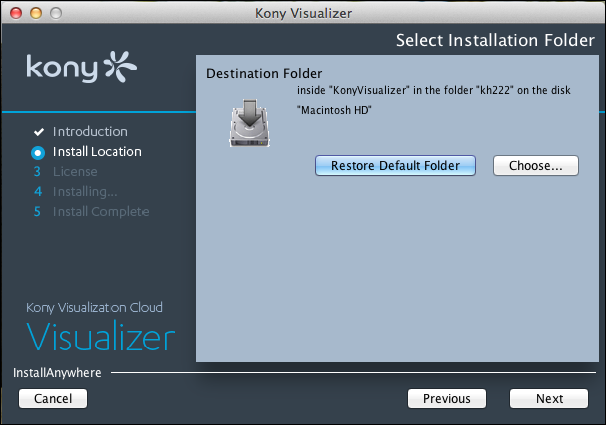 Kony Visualizer
Select Installation Folder
kony
Introduction
Install Location
3 License
4 Installing...
5 Install Complete
Destination Folder
inside "KonyVisualizer" in the folder "kh222" on the disk
"Macintosh HD"
Restore Default Folder
Choose...
Kony Visualization Cloud
Visualizer
InstallAnywhere
Cancel
Previous
Next